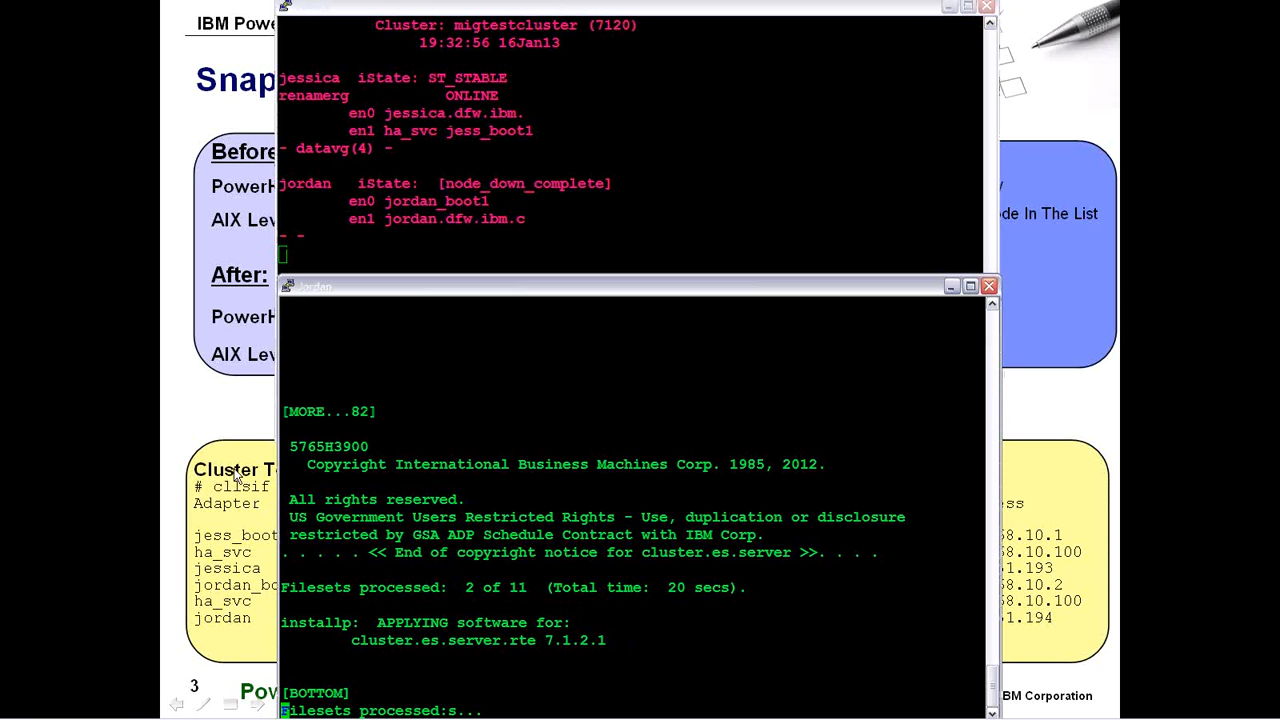 IBM Powe
Snap
Before
PowerH
AIX Lev
After:
PowerH
AIX Lev
Cluster: migtestcluster (7120)
19:32:56 16Jan13
jessica iState: ST_STABLE
renamerg ONLINE
en0 jessica.dfw.ibm.
en1 ha_svc jess_boot1
- datavg(4) -
jordan iState: [node_down_complete]
en0 jordan_boot1
en1 jordan.dfw.ibm.c
- -
y
de In The List
Jordan
[MORE...82]
5765H3900
Copyright International Business Machines Corp. 1985, 2012.
All rights reserved.
US Government Users Restricted Rights - Use, duplication or disclosure
restricted by GSA ADP Schedule Contract with IBM Corp.
. . . . . << End of copyright notice for cluster.es.server >>. . . .
Filesets processed: 2 of 11 (Total time: 20 secs).
installp: APPLYING software for:
cluster.es.server.rte 7.1.2.1
[BOTTOM]
filesets processed:s...
Cluster T
# cllsif
Adapter ss
jess_boot 58.10.1
ha_svc 58.10.100
jessica 1.193
jordan_bo 58.10.2
ha_svc 58.10.100
jordan 1.194
3
Pow
IBM Corporation